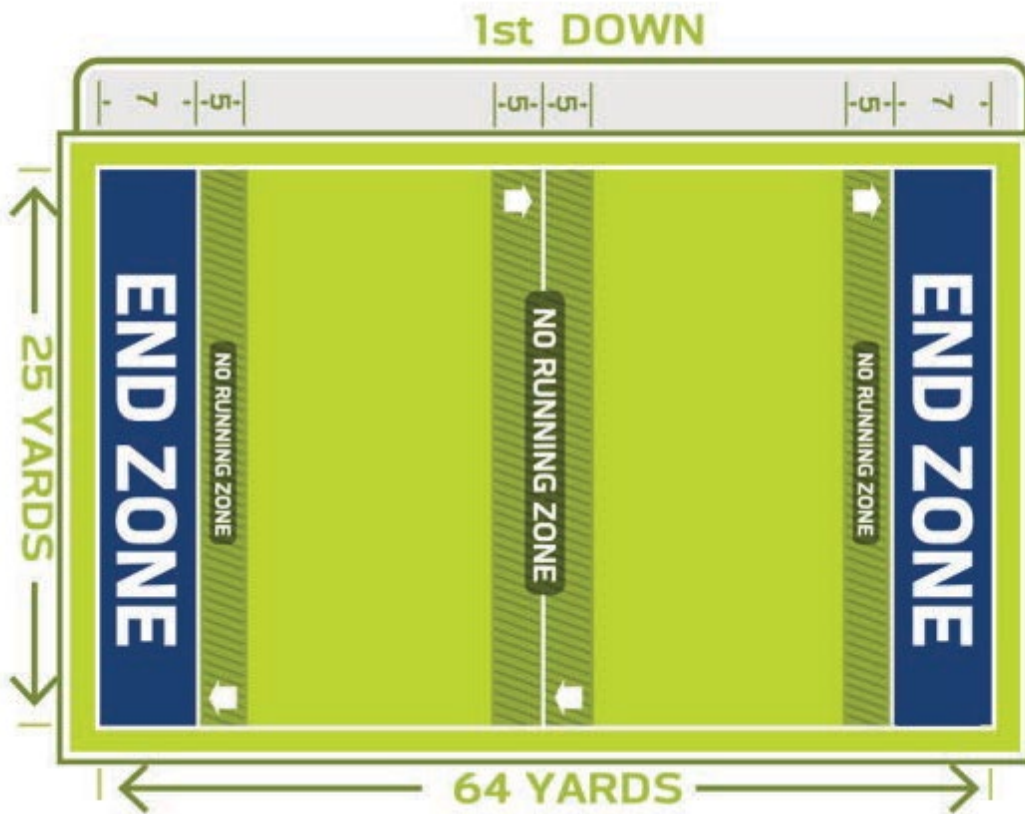 1st DOWN
7 -5- -5- -5- -5- 7
END ZONE
NO RUNNING ZONE
NO RUNNING ZONE
NO RUNNING ZONE
END ZONE
25 YARDS
64 YARDS